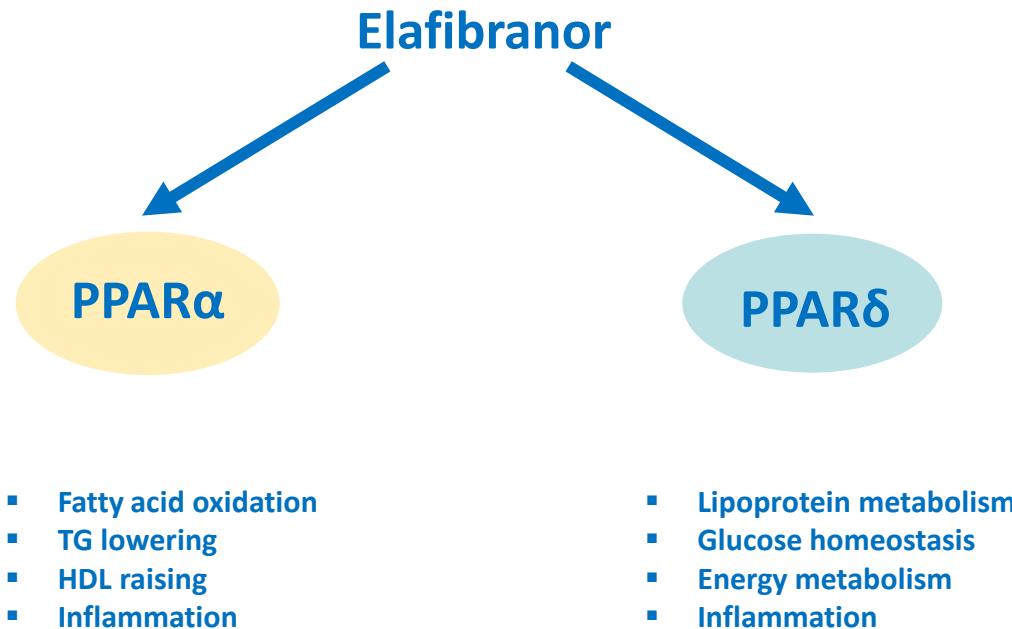 Elafibranor
PPARα
PPARδ
▪ Fatty acid oxidation
▪ TG lowering
▪ HDL raising
▪ Inflammation
▪ Lipoprotein metabolism
▪ Glucose homeostasis
▪ Energy metabolism
▪ Inflammation